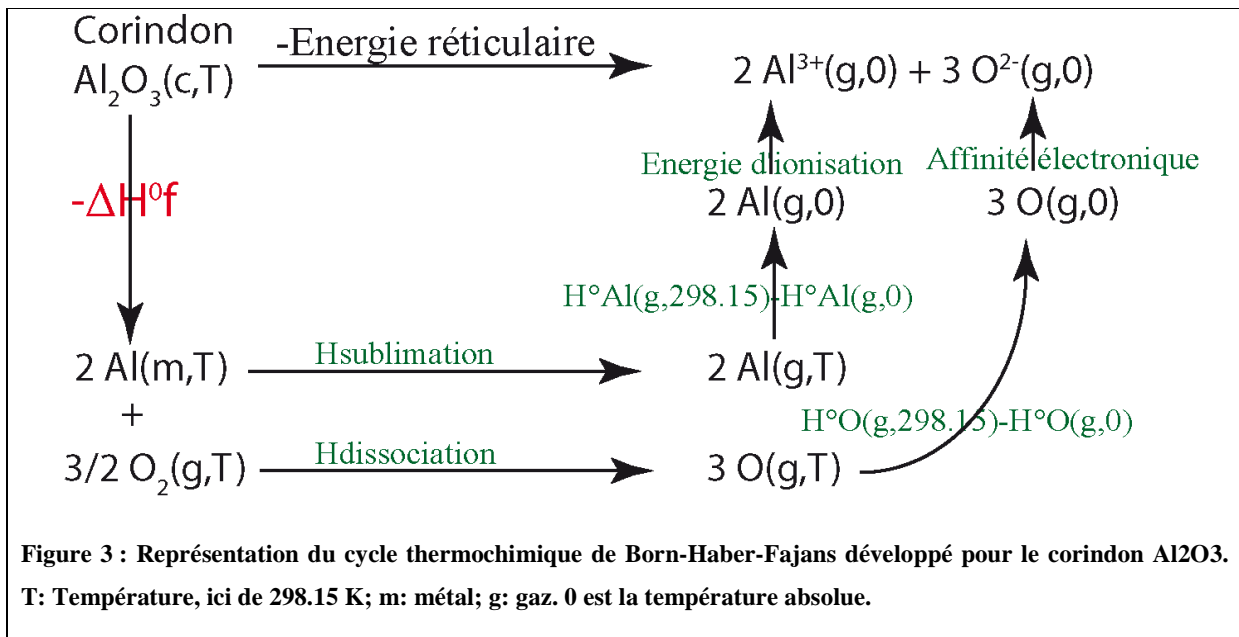 Corindon
Al₂O₃(c,T)
-Energie réticulaire
2 Al³⁺(g,0) + 3 O²⁻(g,0)
Energie d'ionisation
Affinité électronique
-ΔH⁰f
2 Al(g,0)
3 O(g,0)
H°Al(g,298.15)-H°Al(g,0)
2 Al(m,T)
Hsublimation
2 Al(g,T)
+
H°O(g,298.15)-H°O(g,0)
3/2 O₂(g,T)
Hdissociation
3 O(g,T)
Figure 3 : Représentation du cycle thermochimique de Born-Haber-Fajans développé pour le corindon Al2O3.
T: Température, ici de 298.15 K; m: métal; g: gaz. 0 est la température absolue.